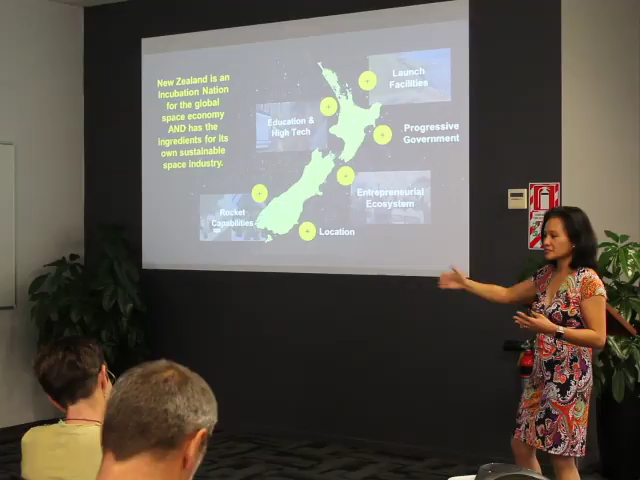 New Zealand is an
Incubation Nation
for the global
space economy
AND has the
ingredients for its
own sustainable
space industry.
Launch
Facilities
Education &
High Tech
Progressive
Government
Entrepreneurial
Ecosystem
Rocket
Capabilities
Location